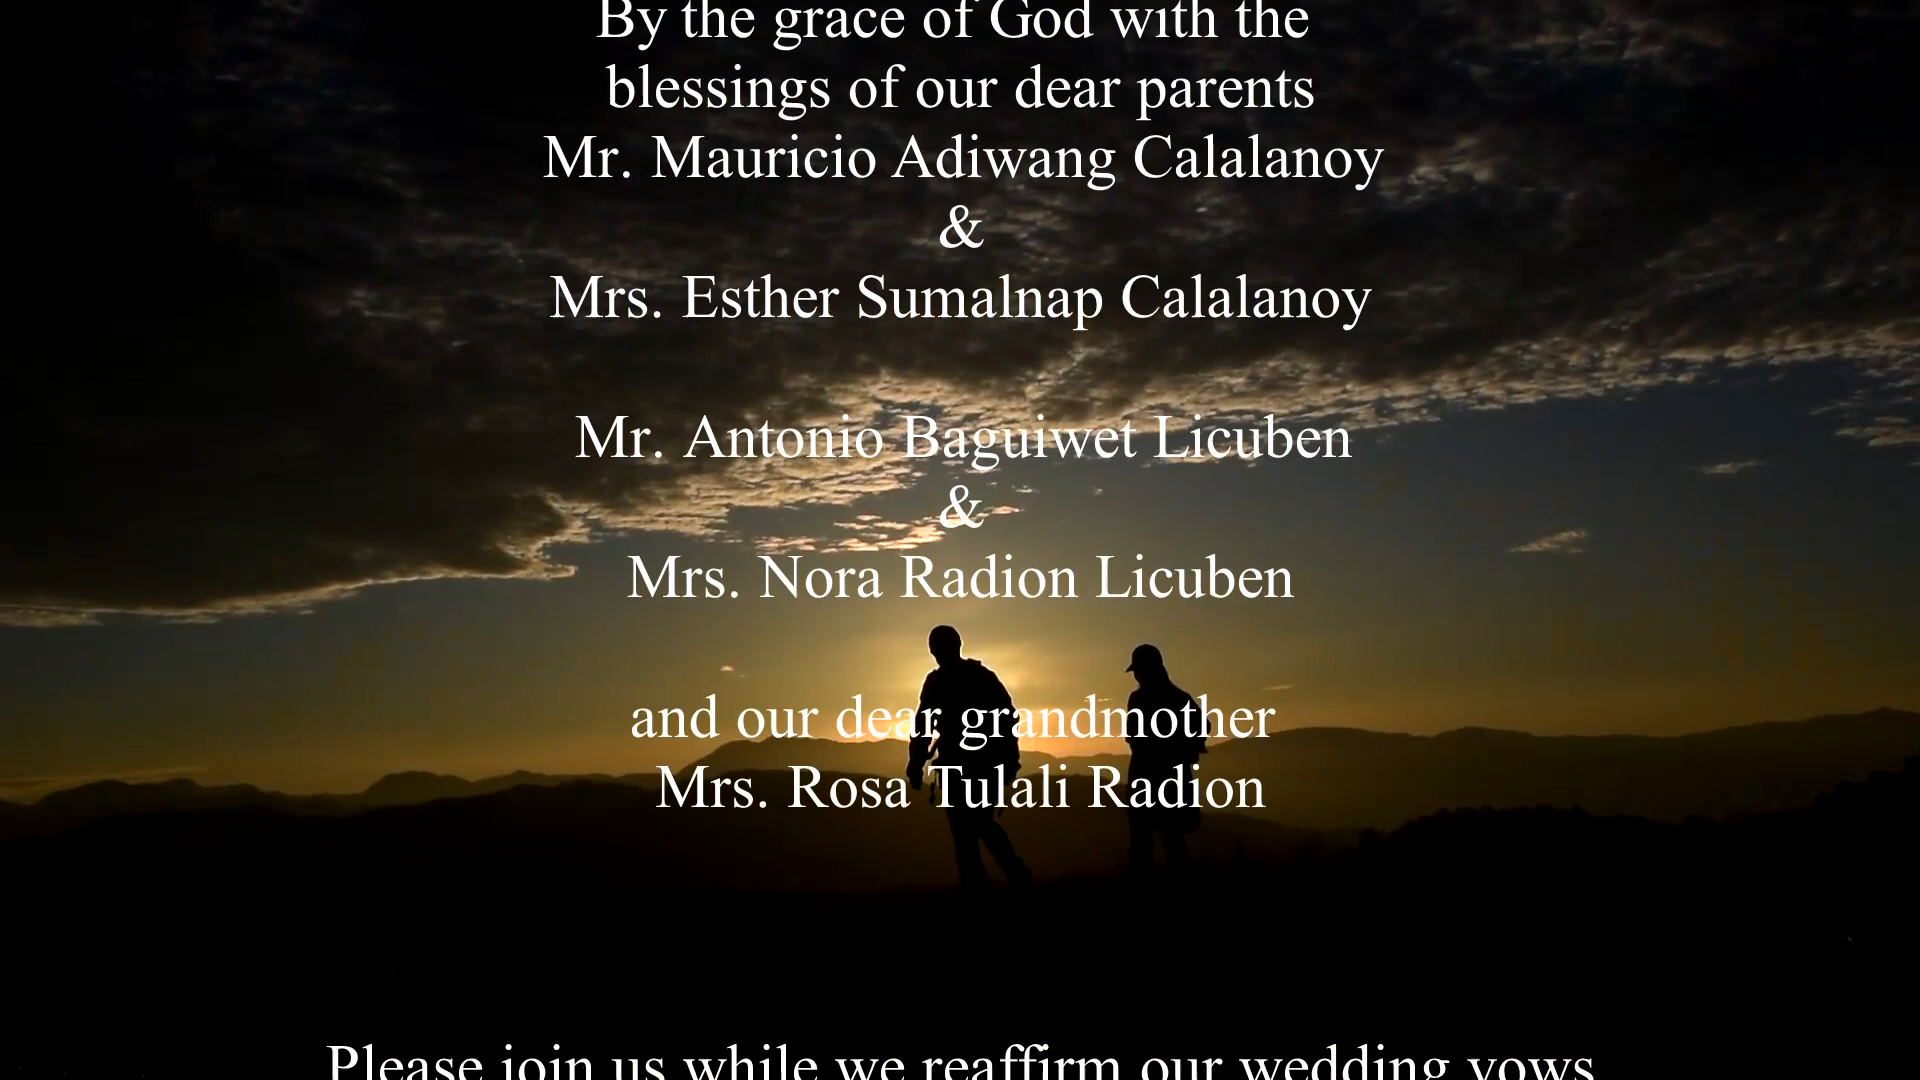 By the grace of God with the
blessings of our dear parents
Mr. Mauricio Adiwang Calalanoy
&
Mrs. Esther Sumalnap Calalanoy
Mr. Antonio Baguiwet Licuben
&
Mrs. Nora Radion Licuben
and our dear grandmother
Mrs. Rosa Tulali Radion
Please join us while we reaffirm our wedding vows